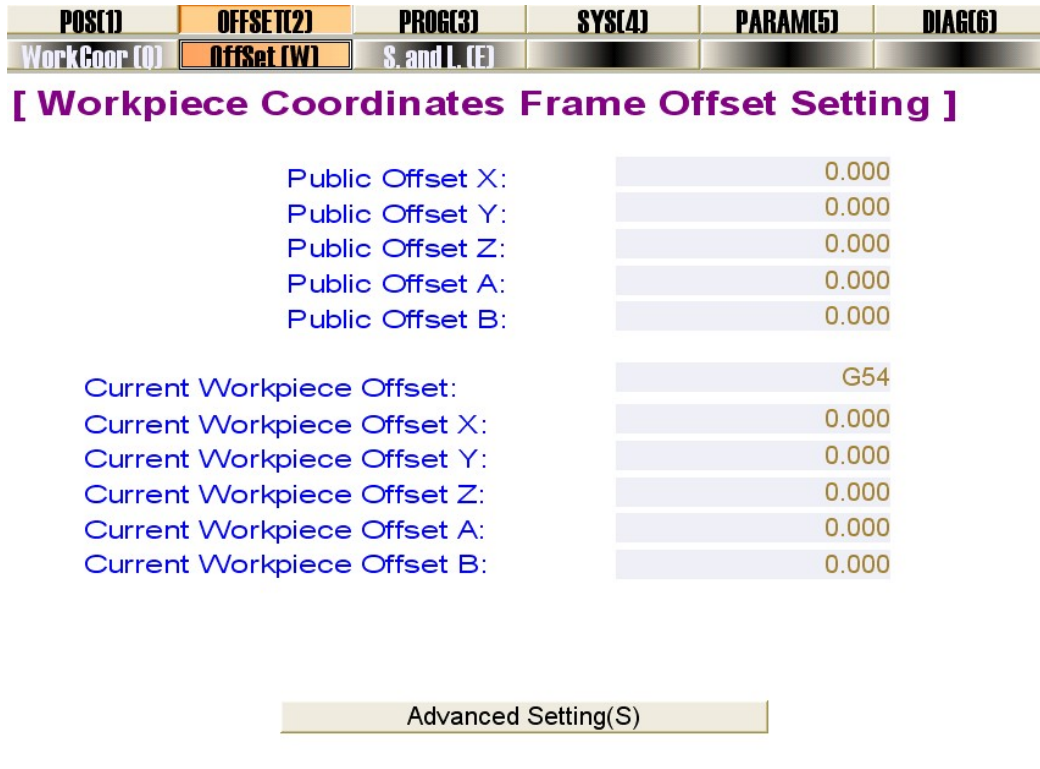 POS(1) OFFSET(2) PROG(3) SYS(4) PARAM(5) DIAG(6)
WorkCoor (Q) OffSet (W) S. and L. (E)
[ Workpiece Coordinates Frame Offset Setting ]
Public Offset X: 0.000
Public Offset Y: 0.000
Public Offset Z: 0.000
Public Offset A: 0.000
Public Offset B: 0.000
Current Workpiece Offset: G54
Current Workpiece Offset X: 0.000
Current Workpiece Offset Y: 0.000
Current Workpiece Offset Z: 0.000
Current Workpiece Offset A: 0.000
Current Workpiece Offset B: 0.000
Advanced Setting(S)